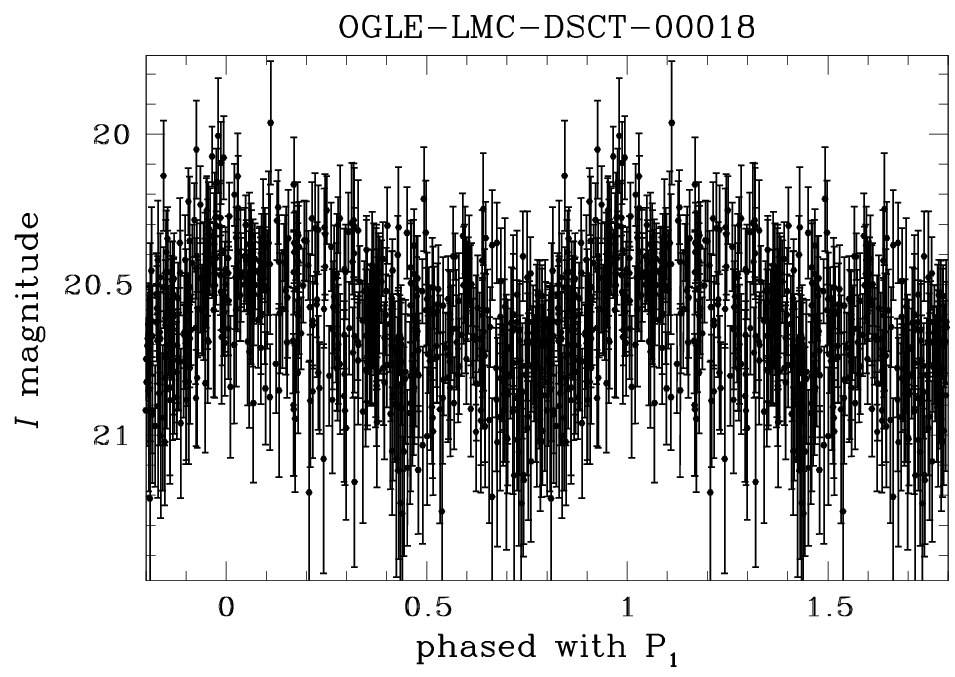 OGLE-LMC-DSCT-00018
20
20.5
21
I magnitude
0 0.5 1 1.5
phased with P₁